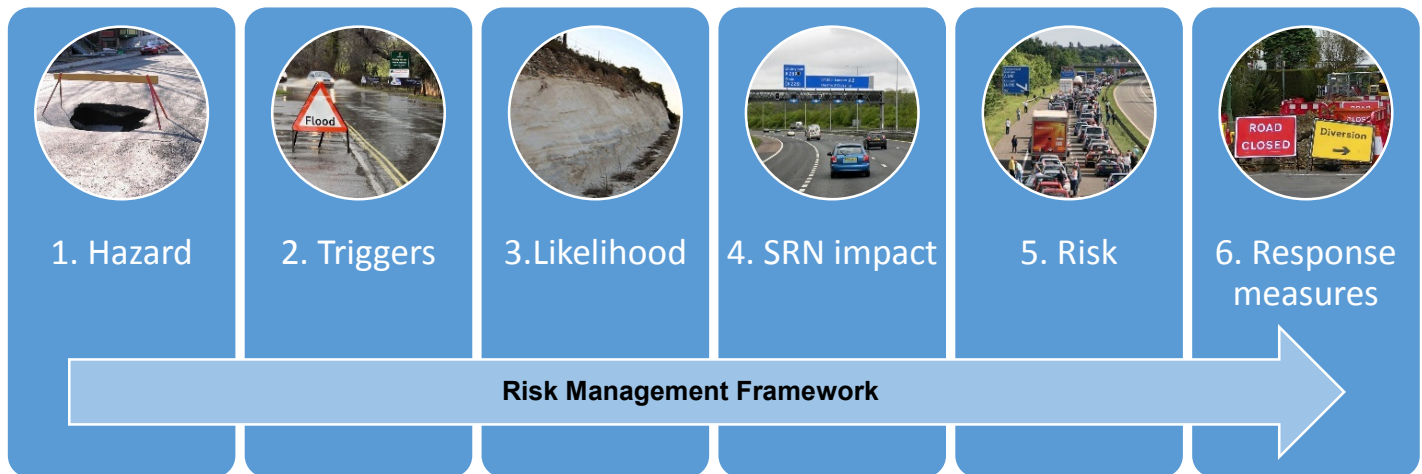 Flood
ROAD
CLOSED
Diversion
1. Hazard
2. Triggers
3.Likelihood
4. SRN impact
5. Risk
6. Response
measures
Risk Management Framework